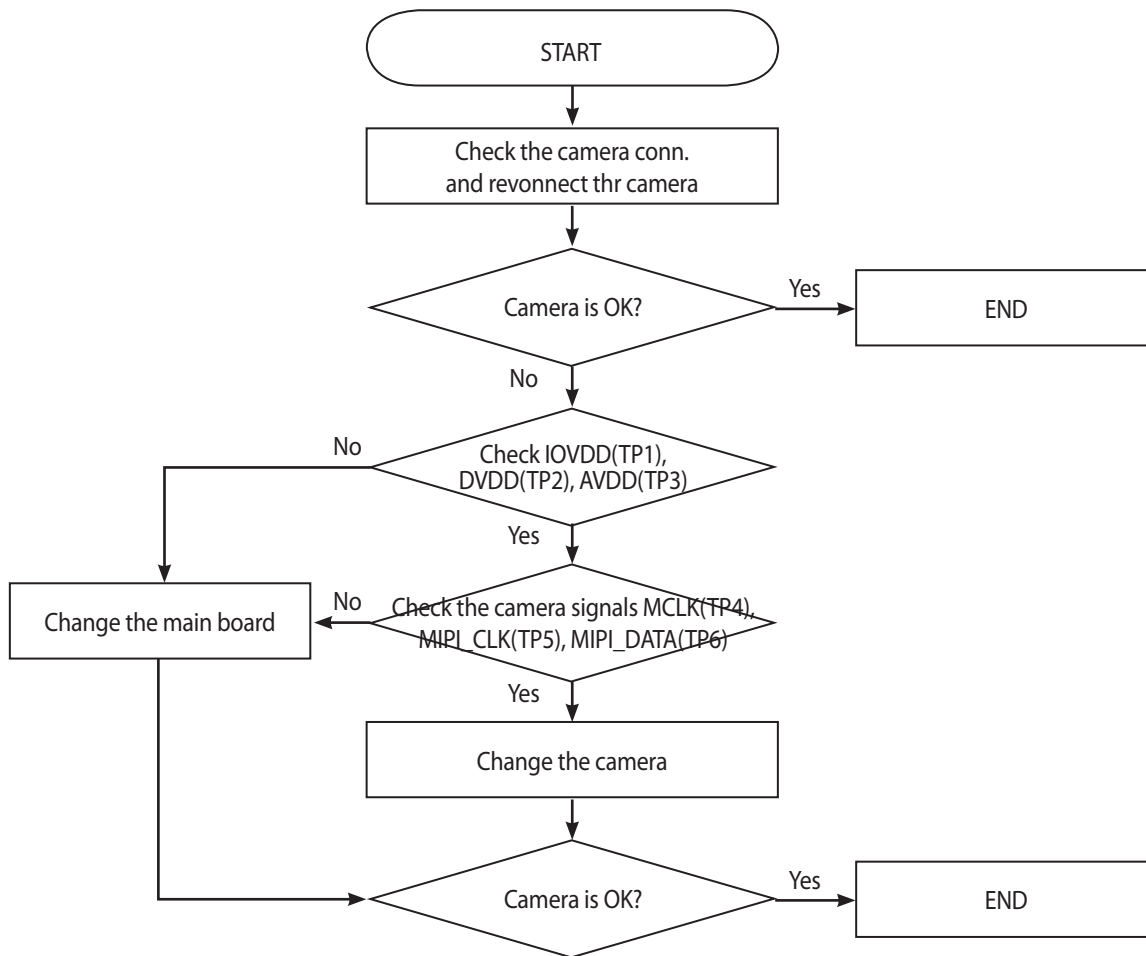 START
Check the camera conn.
and revonnect thr camera
Camera is OK?
Yes
END
No
No
Check IOVDD(TP1),
DVDD(TP2), AVDD(TP3)
Yes
Change the main board
No
Check the camera signals MCLK(TP4),
MIPI_CLK(TP5), MIPI_DATA(TP6)
Yes
Change the camera
Camera is OK?
Yes
END